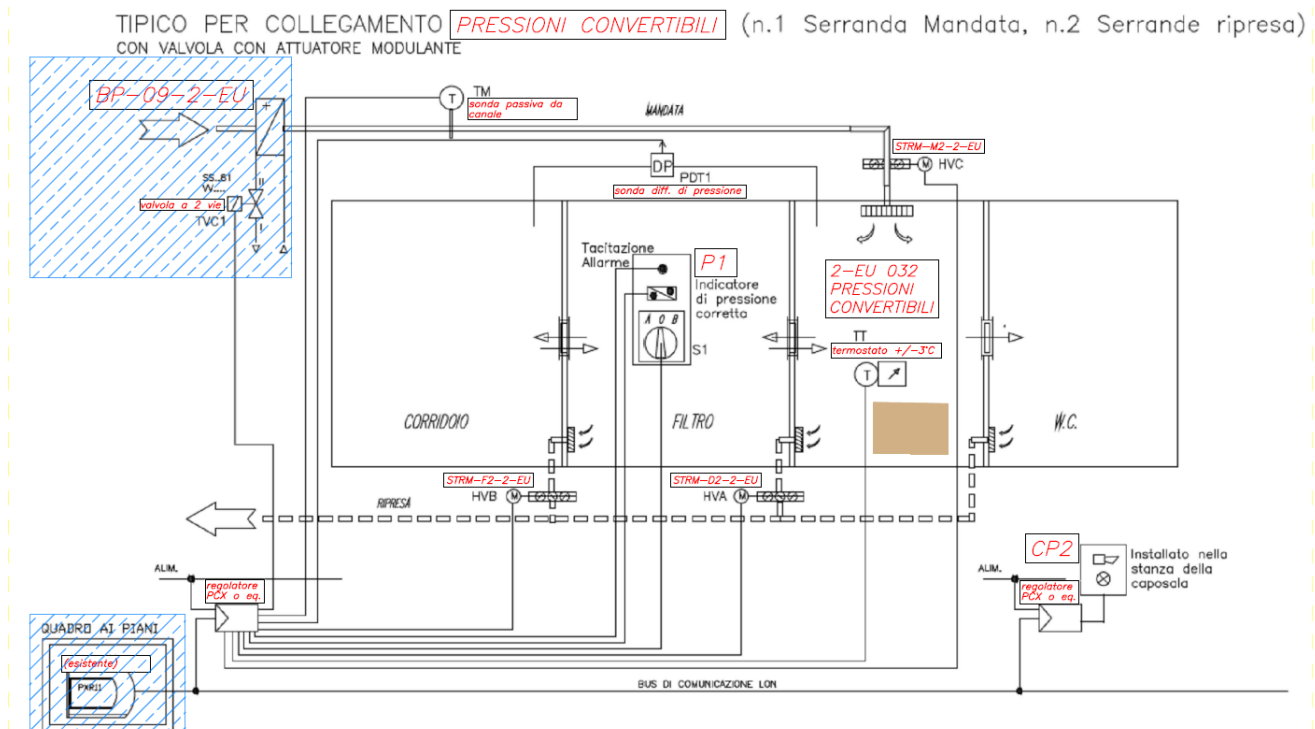 TIPICO PER COLLEGAMENTO PRESSIONI CONVERTIBILI (n.1 Serranda Mandata, n.2 Serrande ripresa)
CON VALVOLA CON ATTUATORE MODULANTE
BP-09-2-EU
T
TM
sonda passiva da
canale
MANDATA
+
STRM-M2-2-EU
M
HVC
DP
PDT1
sonda diff. di pressione
SS..81
W....
II
valvola a 2 vie
TVC1
I
Tacitazione
Allarme
P1
Indicatore
di pressione
corretta
A O B
S1
2-EU 032
PRESSIONI
CONVERTIBILI
TT
termostato +/-3°C
T
CORRIDOIO
FILTRO
W.C.
STRM-F2-2-EU
HVB
M
STRM-D2-2-EU
HVA
M
RIPRESA
CP2
Installato nella
stanza della
caposala
ALIM.
regolatore
PCX o eq.
ALIM.
regolatore
PCX o eq.
QUADRO AI PIANI
(esistente)
PXR11
BUS DI COMUNICAZIONE LON